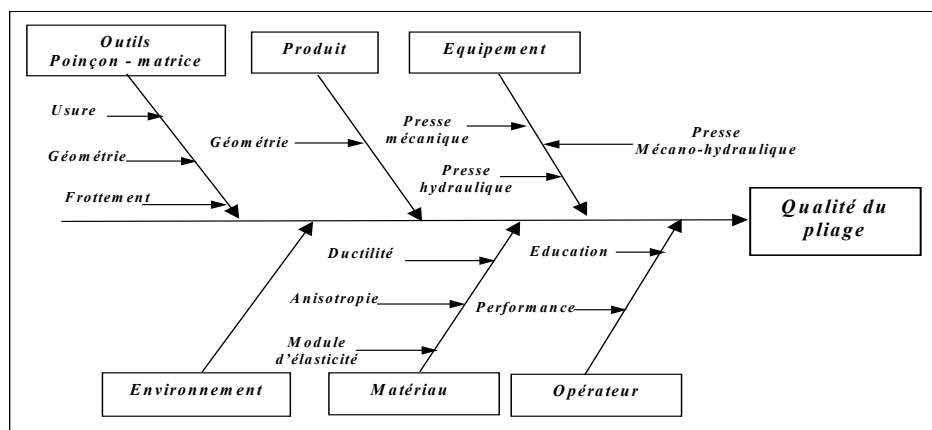 Outils
Poinçon - matrice
Produit
Equipement
Usure
Géométrie
Frottement
Géométrie
Presse
mécanique
Presse
hydraulique
Presse
Mécano-hydraulique
Qualité du
pliage
Ductilité
Anisotropie
Module
d'élasticité
Education
Performance
Environnement
Matériau
Opérateur